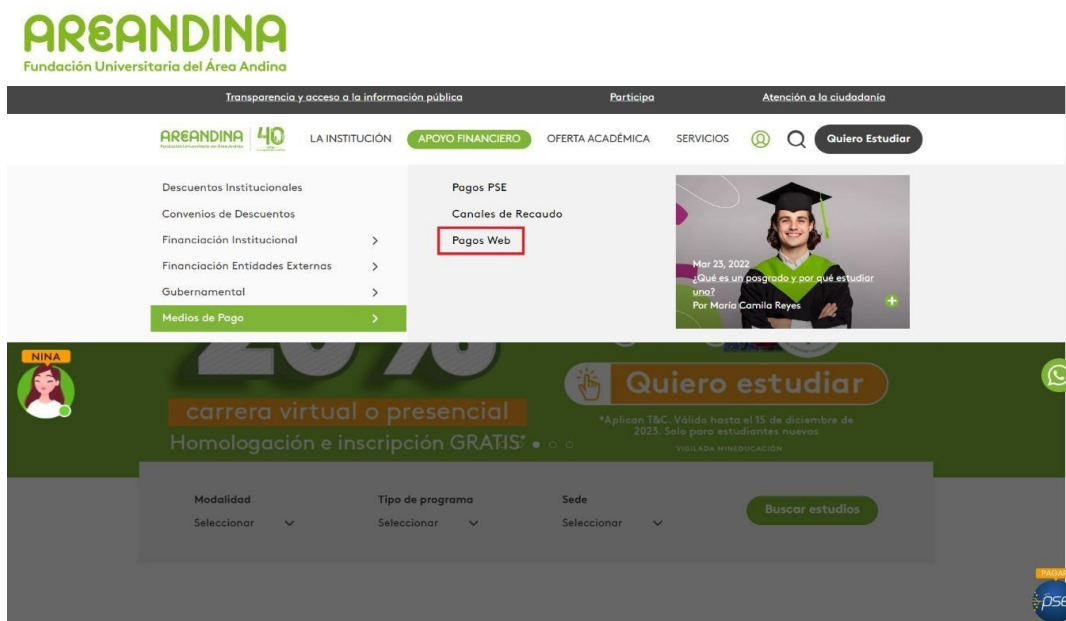 AREANDINA
Fundación Universitaria del Área Andina
Transparencia y acceso a la información pública
Participa
Atención a la ciudadanía
AREANDINA
40
LA INSTITUCIÓN
APOYO FINANCIERO
OFERTA ACADÉMICA
SERVICIOS
Quiero Estudiar
Descuentos Institucionales
Convenios de Descuentos
Financiación Institucional
Financiación Entidades Externas
Gubernamental
Medios de Pago
Pagos PSE
Canales de Recaudo
Pagos Web
Mar 23, 2022
¿Qué es un posgrado y por qué estudiar
uno?
Por María Camila Reyes
NINA
20%
carrera virtual o presencial
Homologación e inscripción GRATIS*
Quiero estudiar
*Aplican T&C. Válido hasta el 15 de diciembre de
2023. Solo para estudiantes nuevos
VIGILADA MINEDUCACIÓN
Modalidad
Seleccionar
Tipo de programa
Seleccionar
Sede
Seleccionar
Buscar estudios
PAGA
pse